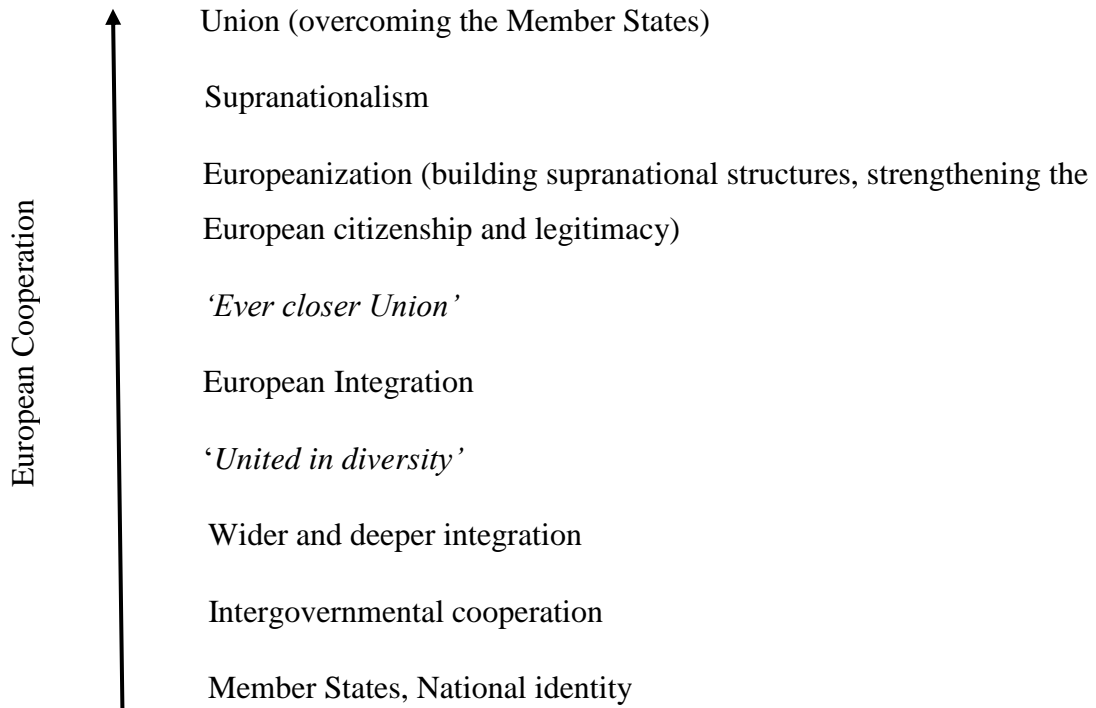 Union (overcoming the Member States)
Supranationalism
Europeanization (building supranational structures, strengthening the
European citizenship and legitimacy)
‘Ever closer Union’
European Integration
‘United in diversity’
Wider and deeper integration
Intergovernmental cooperation
Member States, National identity
European Cooperation